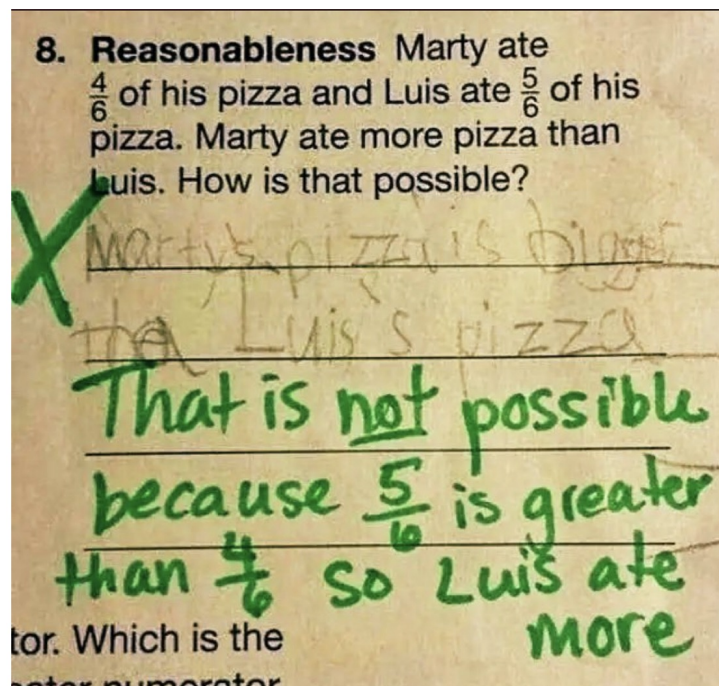 8. Reasonableness Marty ate
4/6 of his pizza and Luis ate 5/6 of his
pizza. Marty ate more pizza than
Luis. How is that possible?
X Marty's pizza is bigger
than Luis's pizza
That is not possible
because 5/6 is greater
than 4/6 so Luis ate
more
tor. Which is the
ater numerator